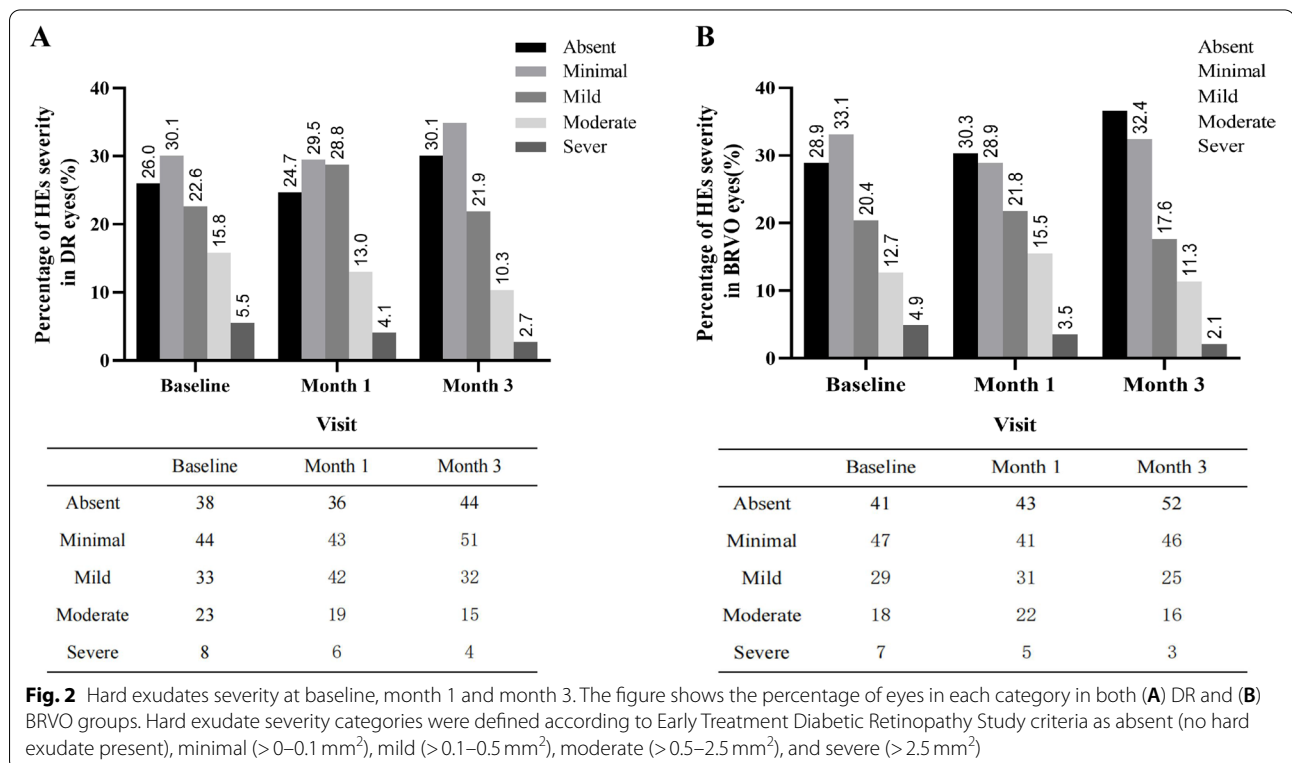 A
Absent
Minimal
Mild
Moderate
Sever
Percentage of HEs severity
in DR eyes(%)
40
30
20
10
0
26.0
30.1
22.6
15.8
5.5
24.7
29.5
28.8
13.0
4.1
30.1
21.9
10.3
2.7
Baseline Month 1 Month 3
Visit
Baseline Month 1 Month 3
Absent 38 36 44
Minimal 44 43 51
Mild 33 42 32
Moderate 23 19 15
Severe 8 6 4
B
Absent
Minimal
Mild
Moderate
Sever
Percentage of HEs severity
in BRVO eyes(%)
40
30
20
10
0
28.9
33.1
20.4
12.7
4.9
30.3
28.9
21.8
15.5
3.5
32.4
17.6
11.3
2.1
Baseline Month 1 Month 3
Visit
Baseline Month 1 Month 3
Absent 41 43 52
Minimal 47 41 46
Mild 29 31 25
Moderate 18 22 16
Severe 7 5 3
Fig. 2 Hard exudates severity at baseline, month 1 and month 3. The figure shows the percentage of eyes in each category in both (A) DR and (B)
BRVO groups. Hard exudate severity categories were defined according to Early Treatment Diabetic Retinopathy Study criteria as absent (no hard
exudate present), minimal (> 0–0.1 mm²), mild (> 0.1–0.5 mm²), moderate (> 0.5–2.5 mm²), and severe (> 2.5 mm²)